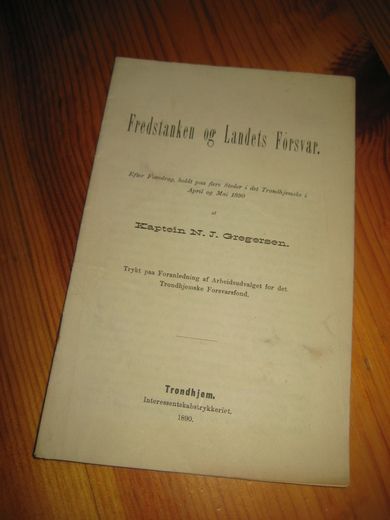 Fredstanken og Landets Forsvar.
Efter Foredrag, holdt paa flere Steder i det Trondhjemske i
April og Mai 1890
af
Kaptein N. J. Gregersen.
Trykt paa Foranledning af Arbeidsudvalget for det
Trondhjemske Forsvarsfond.
Trondhjem.
Interessentskabstrykkeriet.
1890.